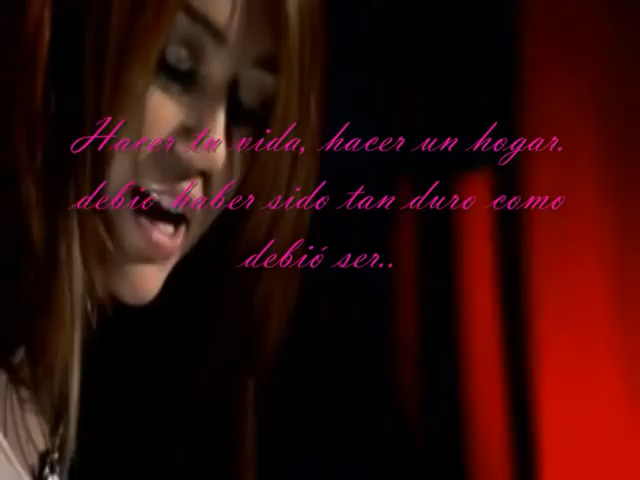 Hacer tu vida, hacer un hogar.
debió haber sido tan duro como
debió ser..